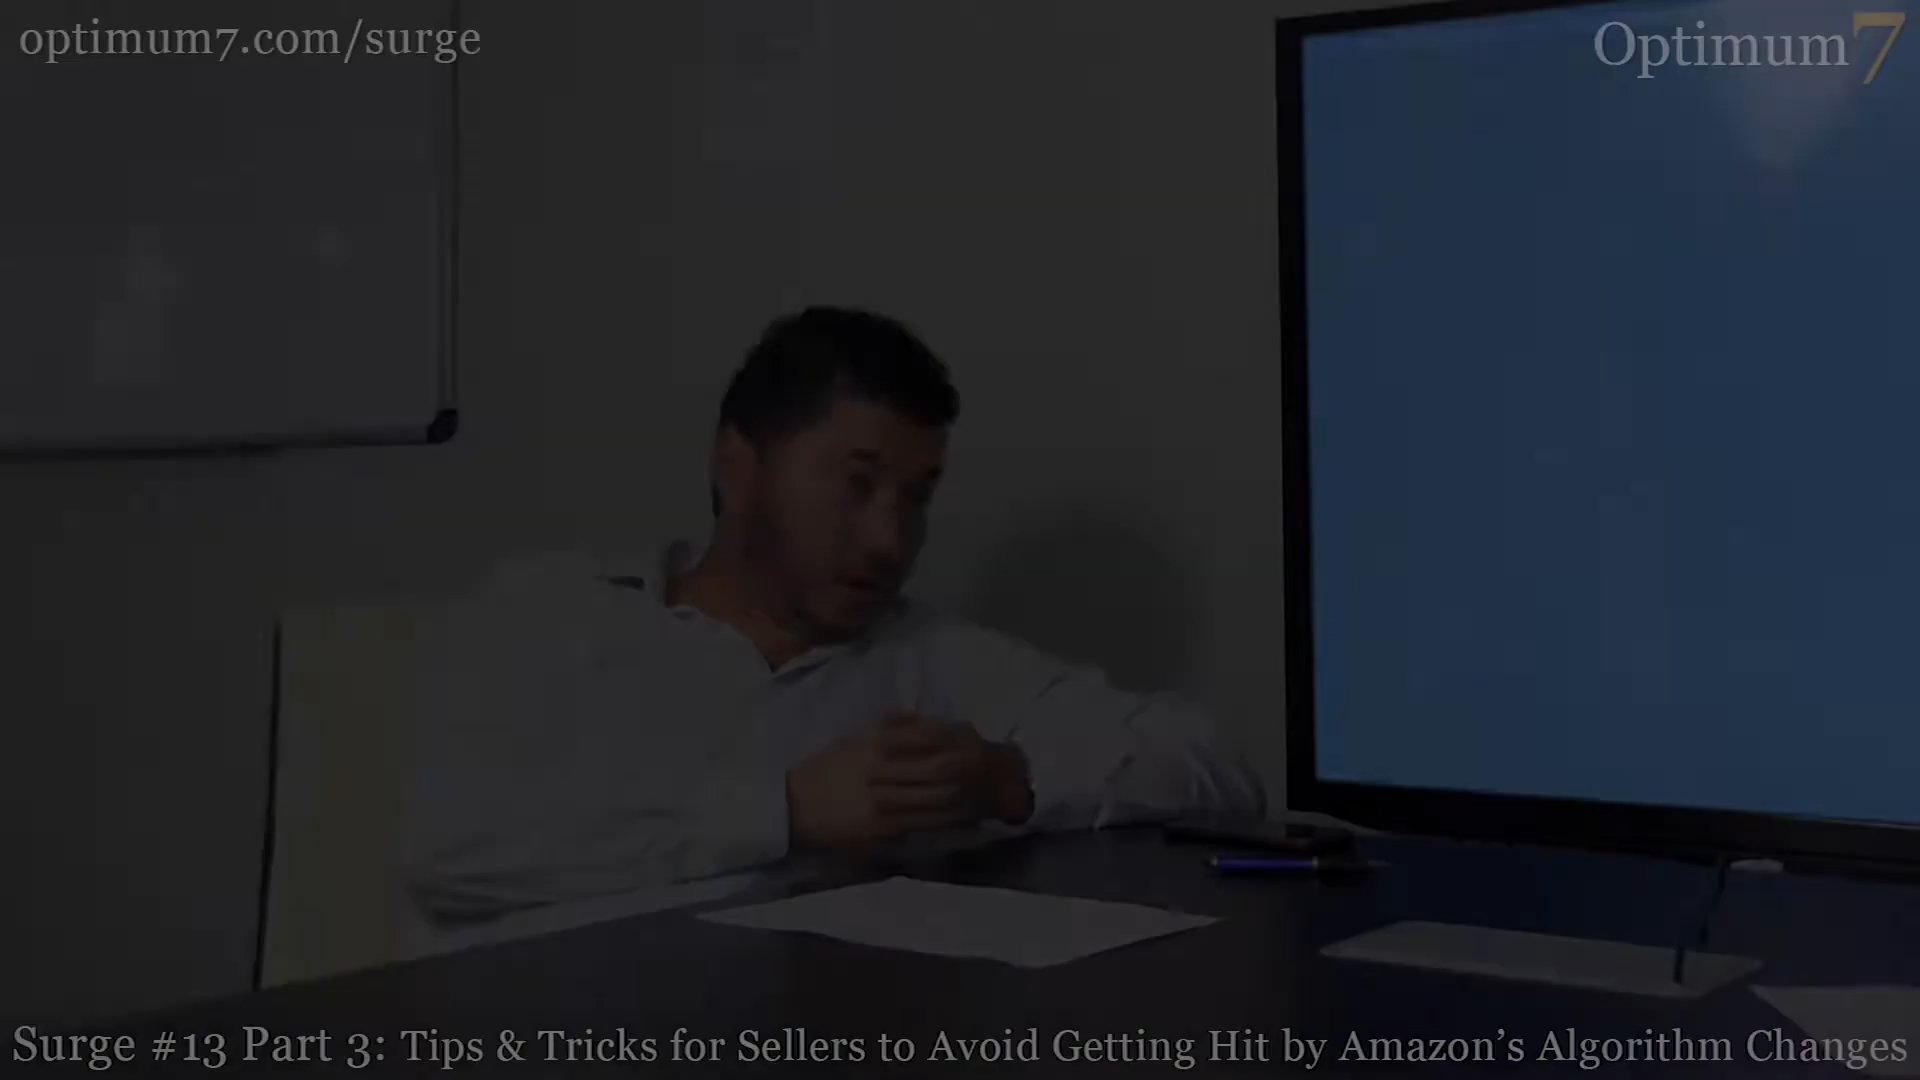 optimum7.com/surge
Optimum7
Surge #13 Part 3: Tips & Tricks for Sellers to Avoid Getting Hit by Amazon’s Algorithm Changes